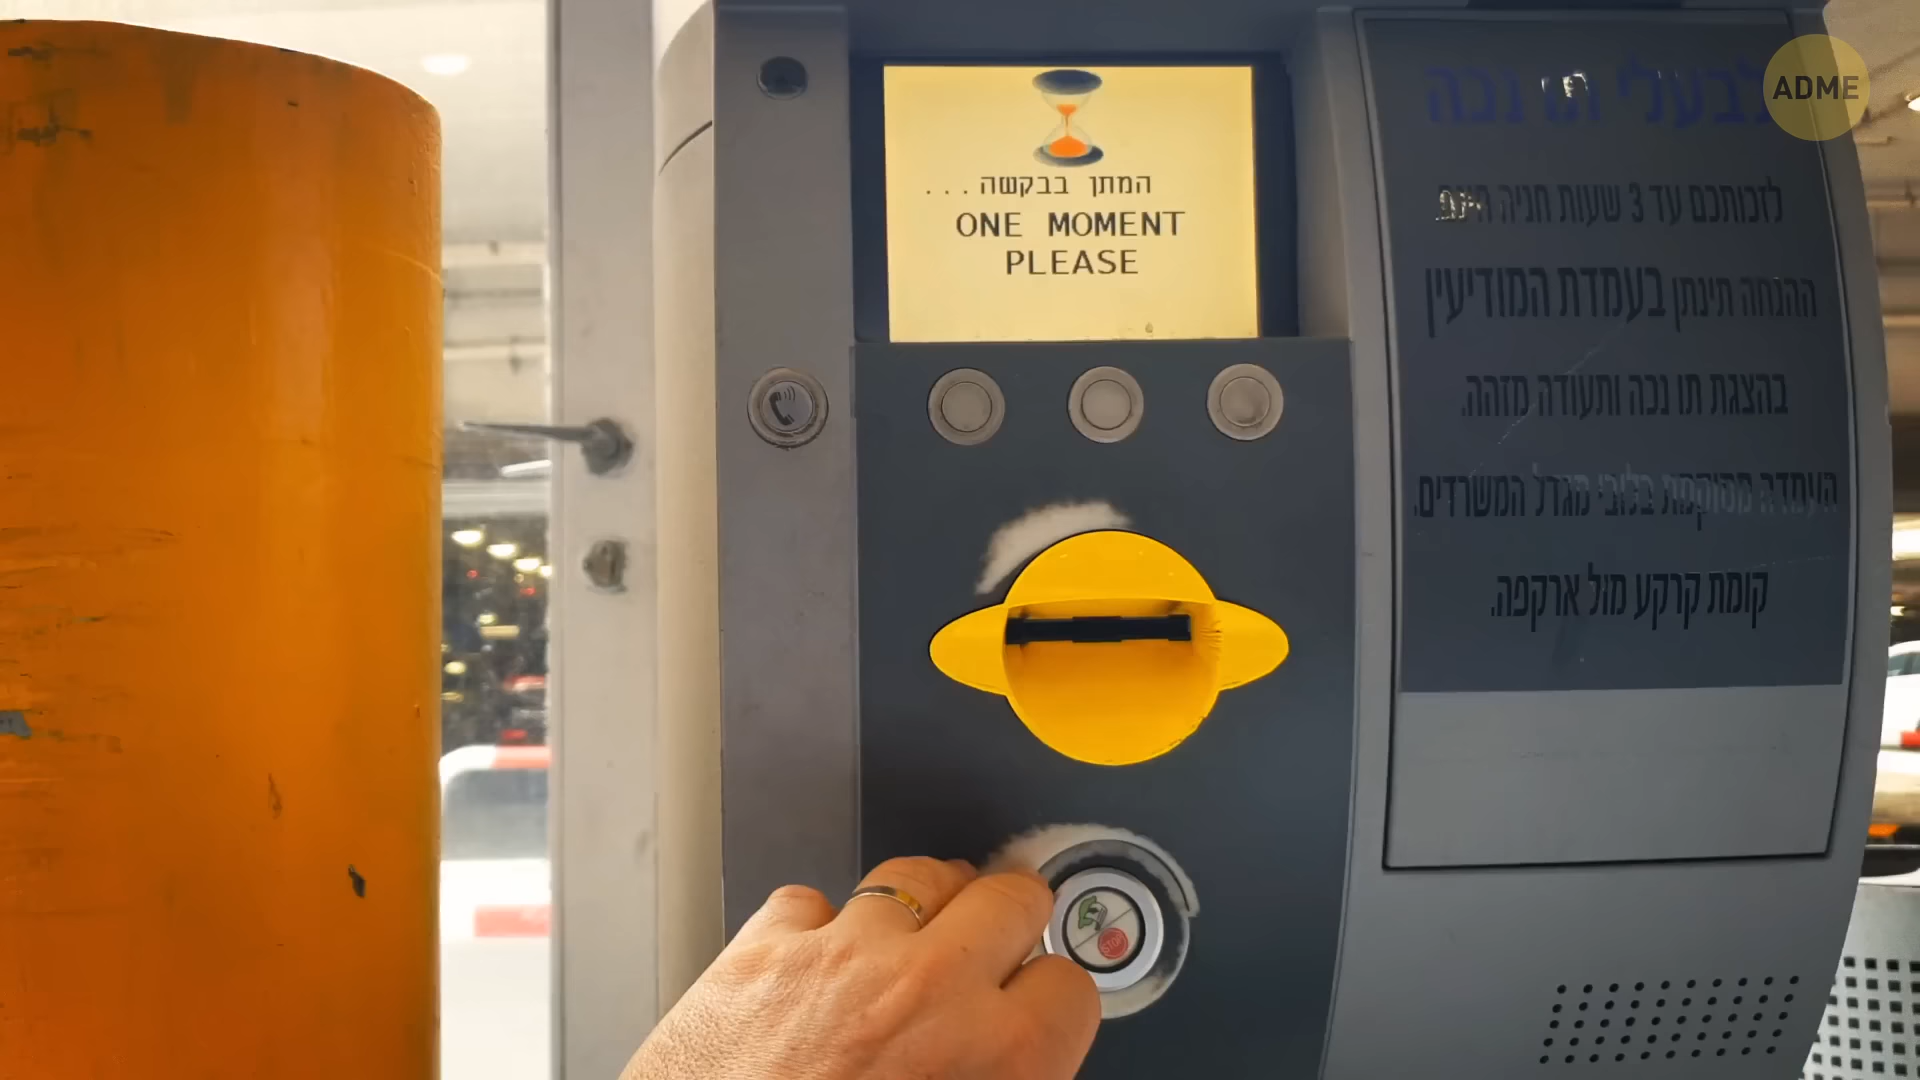 המתן בבקשה...
ONE MOMENT
PLEASE
לבעלי תו נכה
לזכותכם עד 3 שעות חניה חינם.
ההנחה תינתן בעמדת המודיעין
בהצגת תו נכה ותעודה מזהה.
העמדה ממוקמת בלובי מגדל המשרדים.
קומת קרקע מול ארקפה.
STOP
ADME